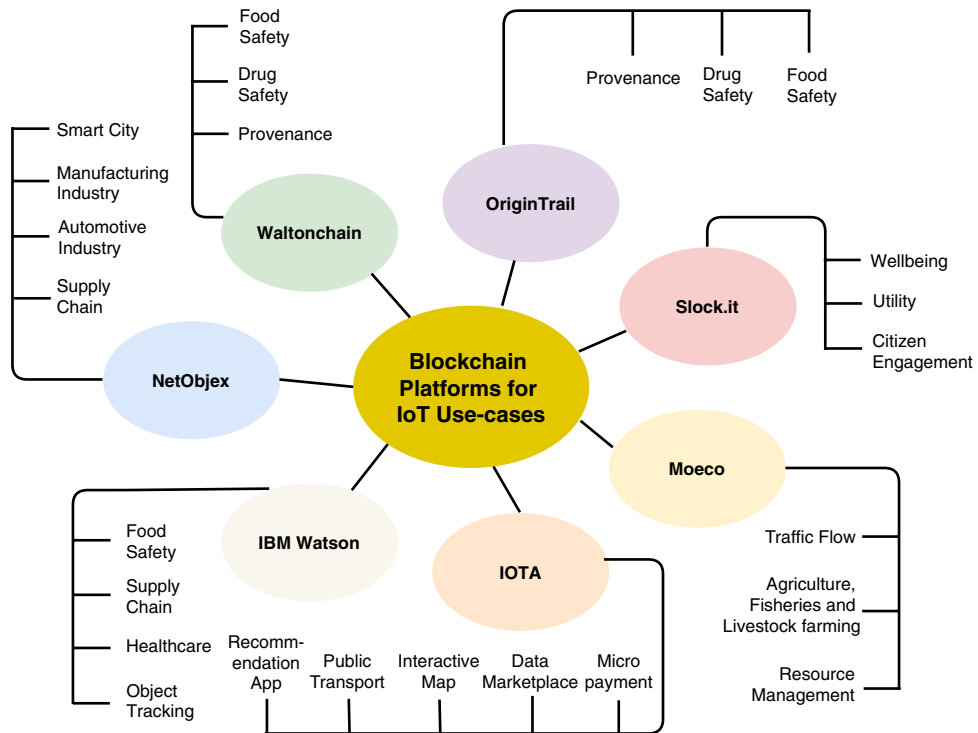 Food
Safety
Drug
Safety
Provenance
Waltonchain
Provenance
Drug
Safety
Food
Safety
OriginTrail
Smart City
Manufacturing
Industry
Automotive
Industry
Supply
Chain
NetObjex
Wellbeing
Utility
Citizen
Engagement
Slock.it
Blockchain
Platforms for
IoT Use-cases
Moeco
Traffic Flow
Agriculture,
Fisheries and
Livestock farming
Resource
Management
IBM Watson
Food
Safety
Supply
Chain
Healthcare
Object
Tracking
IOTA
Recomm-
endation
App
Public
Transport
Interactive
Map
Data
Marketplace
Micro
payment